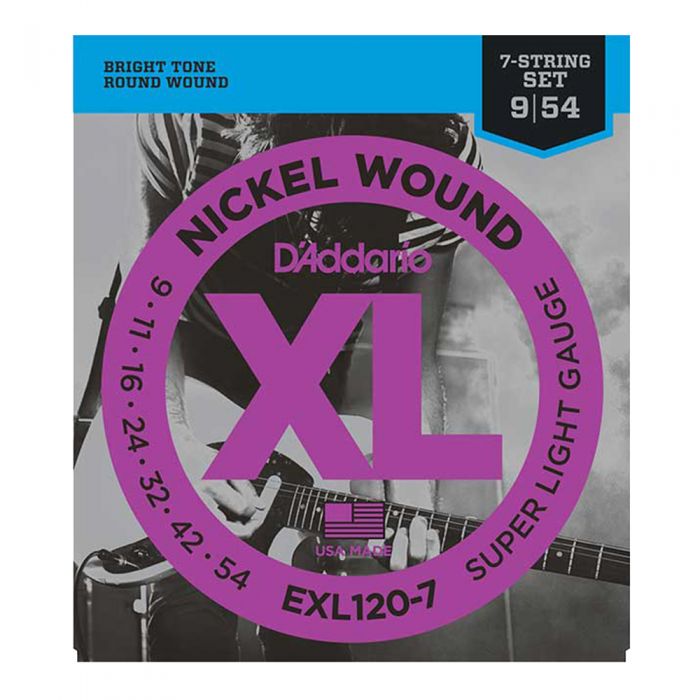 BRIGHT TONE
ROUND WOUND
7-STRING
SET
9|54
NICKEL WOUND
D'Addario
XL
9 • 11 • 16 • 24 • 32 • 42 • 54
SUPER LIGHT GAUGE
USA MADE
EXL120-7